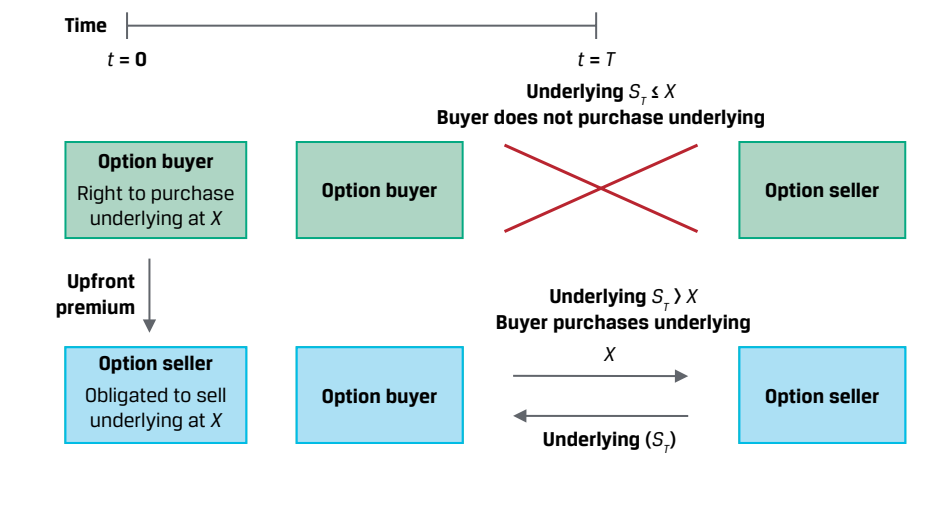 Time
t = 0
t = T
Underlying S_T ≤ X
Buyer does not purchase underlying
Option buyer
Right to purchase
underlying at X
Option buyer
Option seller
Upfront
premium
Underlying S_T > X
Buyer purchases underlying
Option seller
Obligated to sell
underlying at X
Option buyer
X
Underlying (S_T)
Option seller